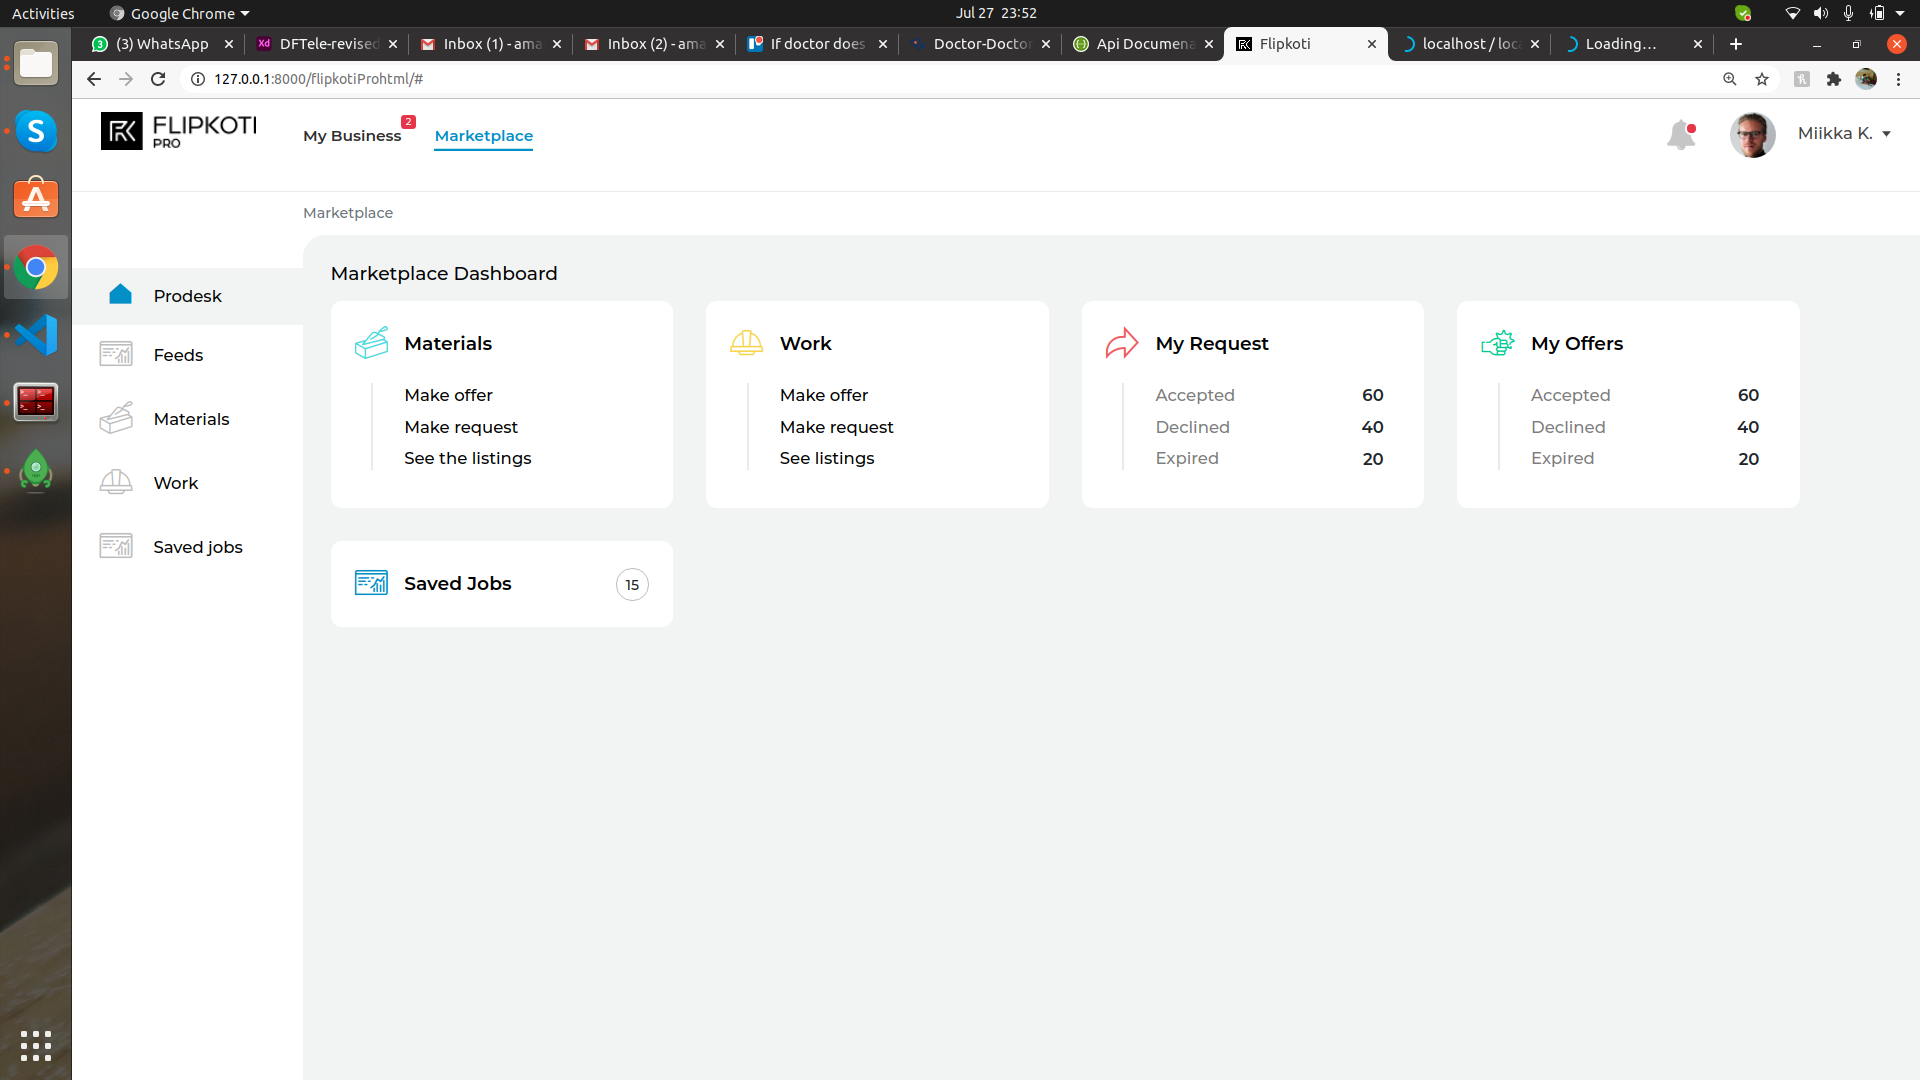 Activities
Google Chrome
Jul 27 23:52
(3) WhatsApp
DFTele-revised
Inbox (1) - ama
Inbox (2) - ama
If doctor does
Doctor-Doctor
Api Documena
Flipkoti
localhost / loc
Loading...
127.0.0.1:8000/flipkotiProhtml/#
FLIPKOTI
PRO
My Business
2
Marketplace
Miikka K.
Marketplace
Prodesk
Feeds
Materials
Work
Saved jobs
Marketplace Dashboard
Materials
Make offer
Make request
See the listings
Work
Make offer
Make request
See listings
My Request
Accepted 60
Declined 40
Expired 20
My Offers
Accepted 60
Declined 40
Expired 20
Saved Jobs 15